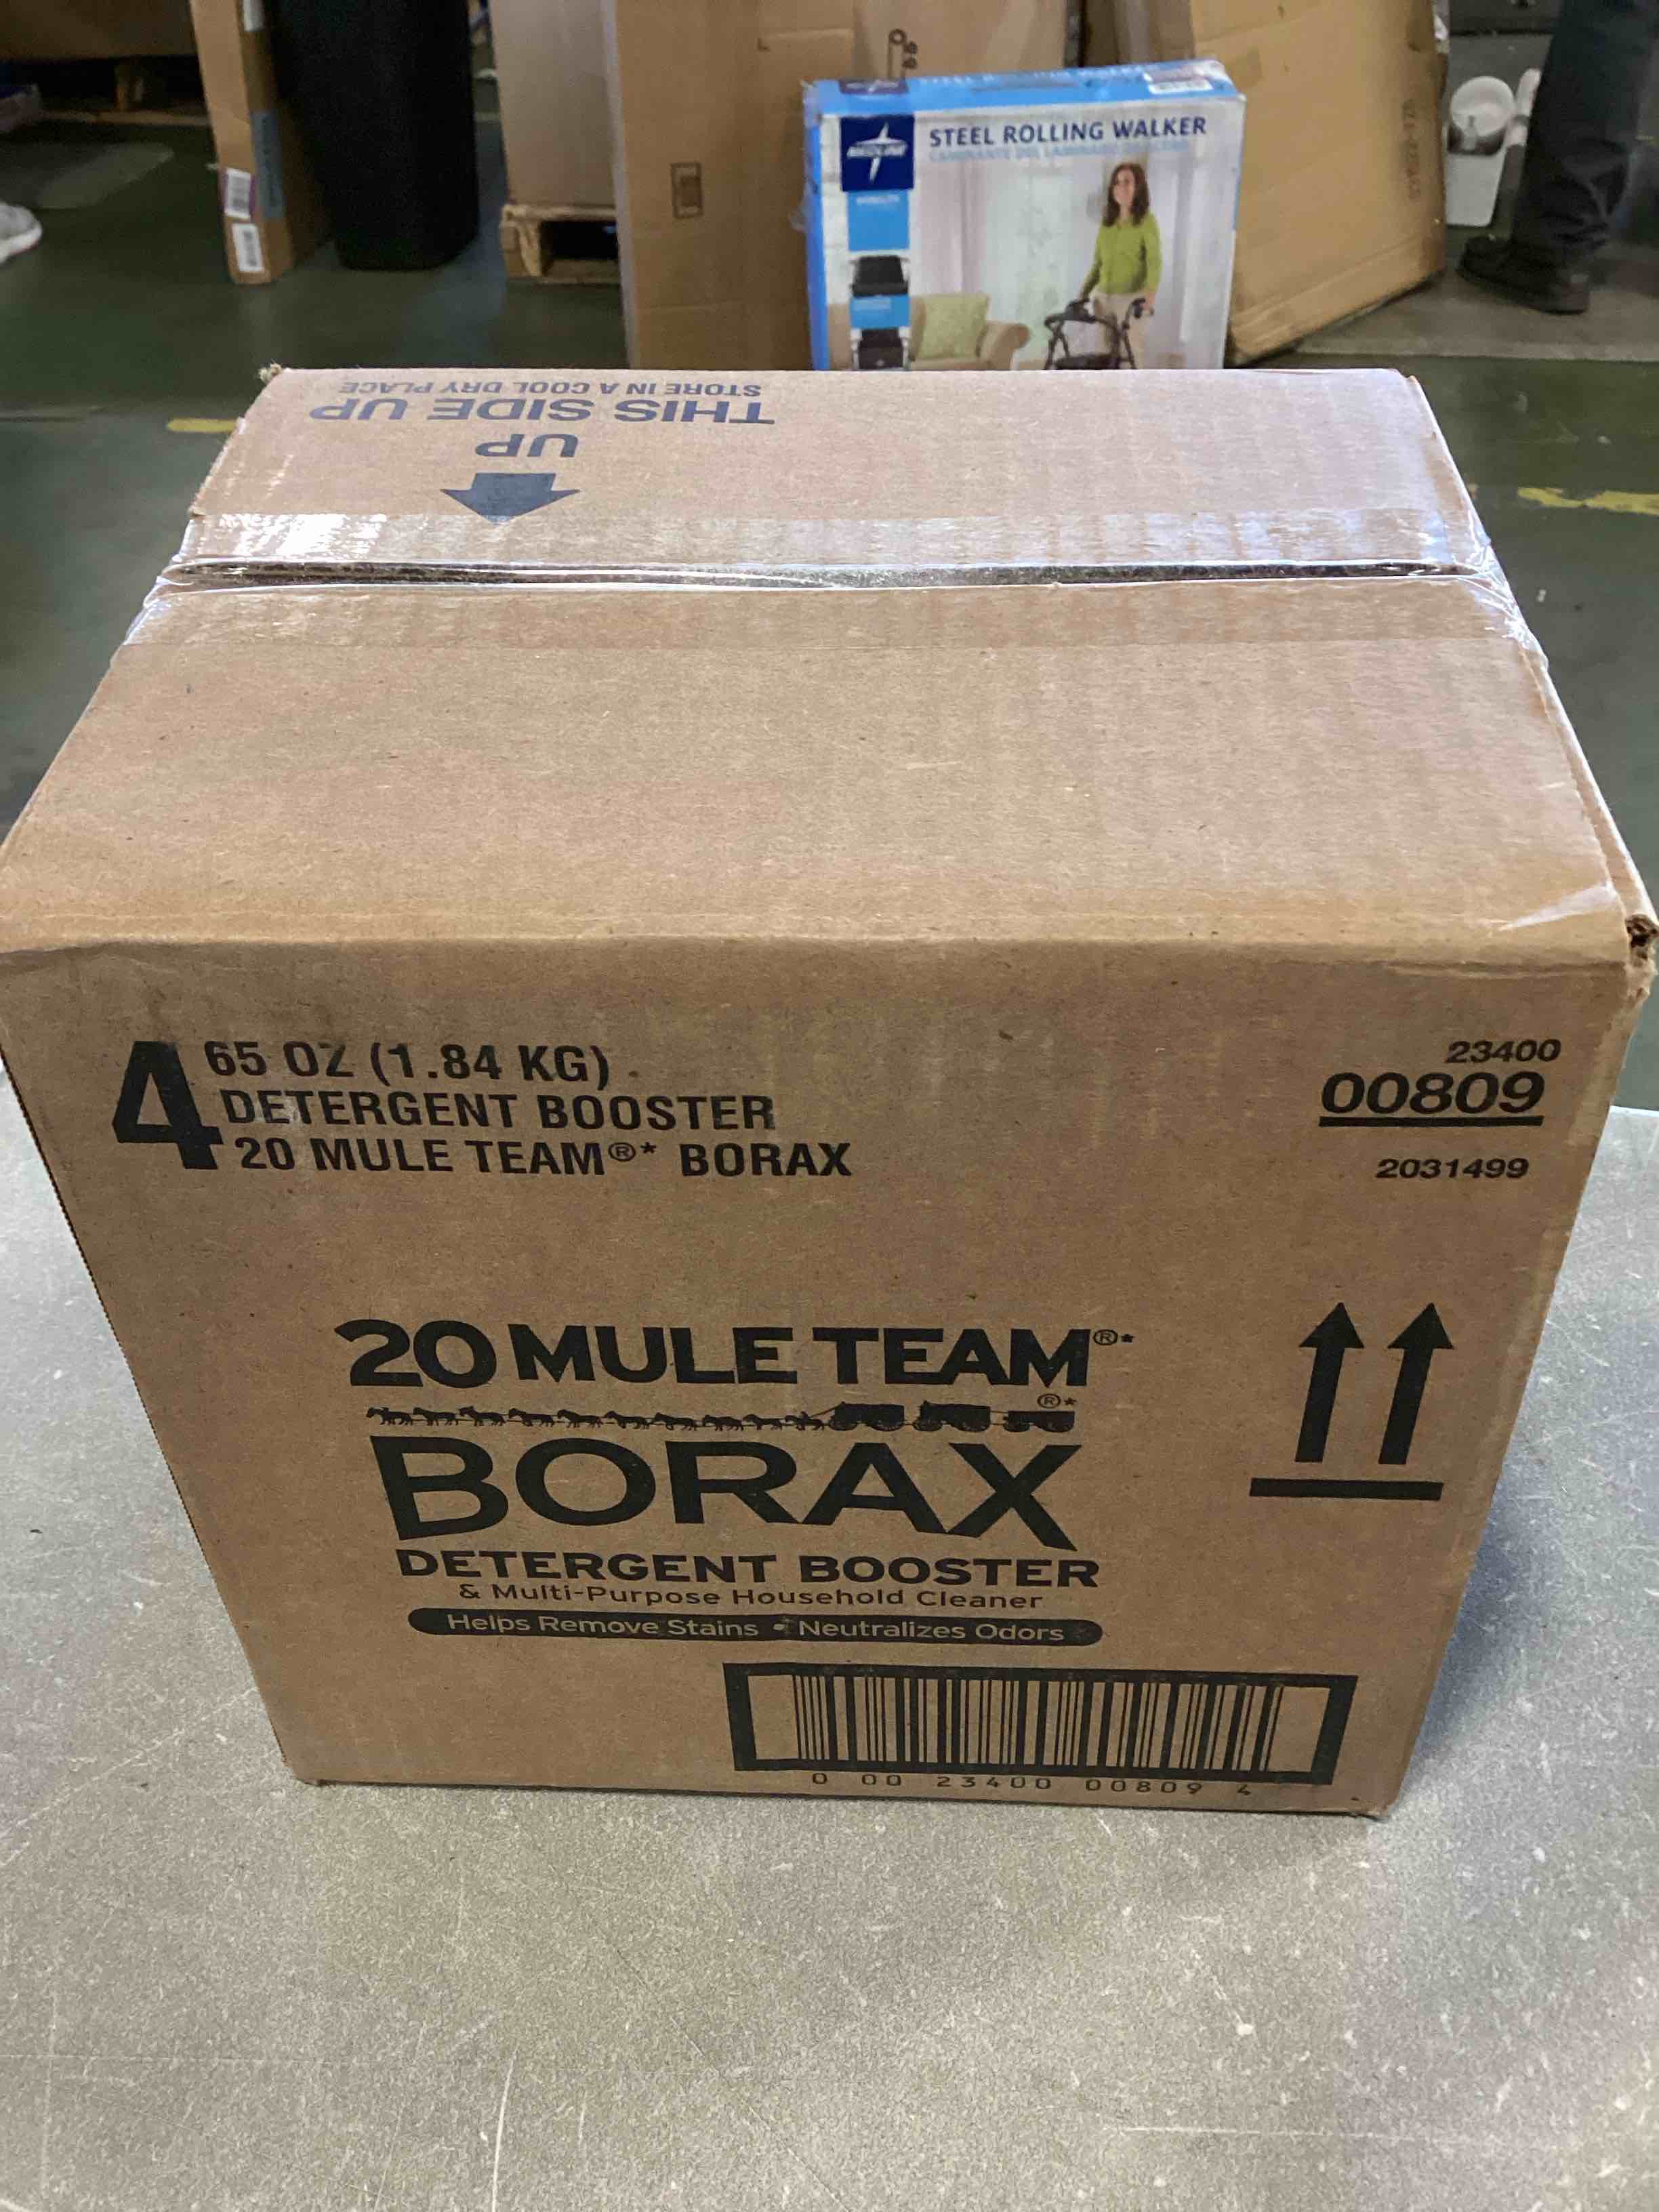 STEEL ROLLING WALKER
STORE IN A COOL DRY PLACE
THIS SIDE UP
UP
4
65 OZ (1.84 KG)
DETERGENT BOOSTER
20 MULE TEAM®* BORAX
23400
00809
2031499
20 MULE TEAM®*
®*
BORAX
DETERGENT BOOSTER
& Multi-Purpose Household Cleaner
Helps Remove Stains • Neutralizes Odors
0 00 23400 00809 4